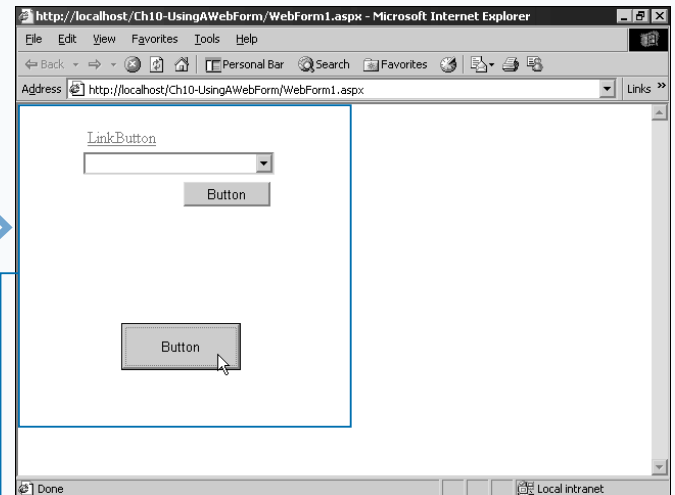 http://localhost/Ch10-UsingAWebForm/WebForm1.aspx - Microsoft Internet Explorer
File Edit View Favorites Tools Help
Back Personal Bar Search Favorites
Address http://localhost/Ch10-UsingAWebForm/WebForm1.aspx Links »
LinkButton
Button
Button
Done Local intranet